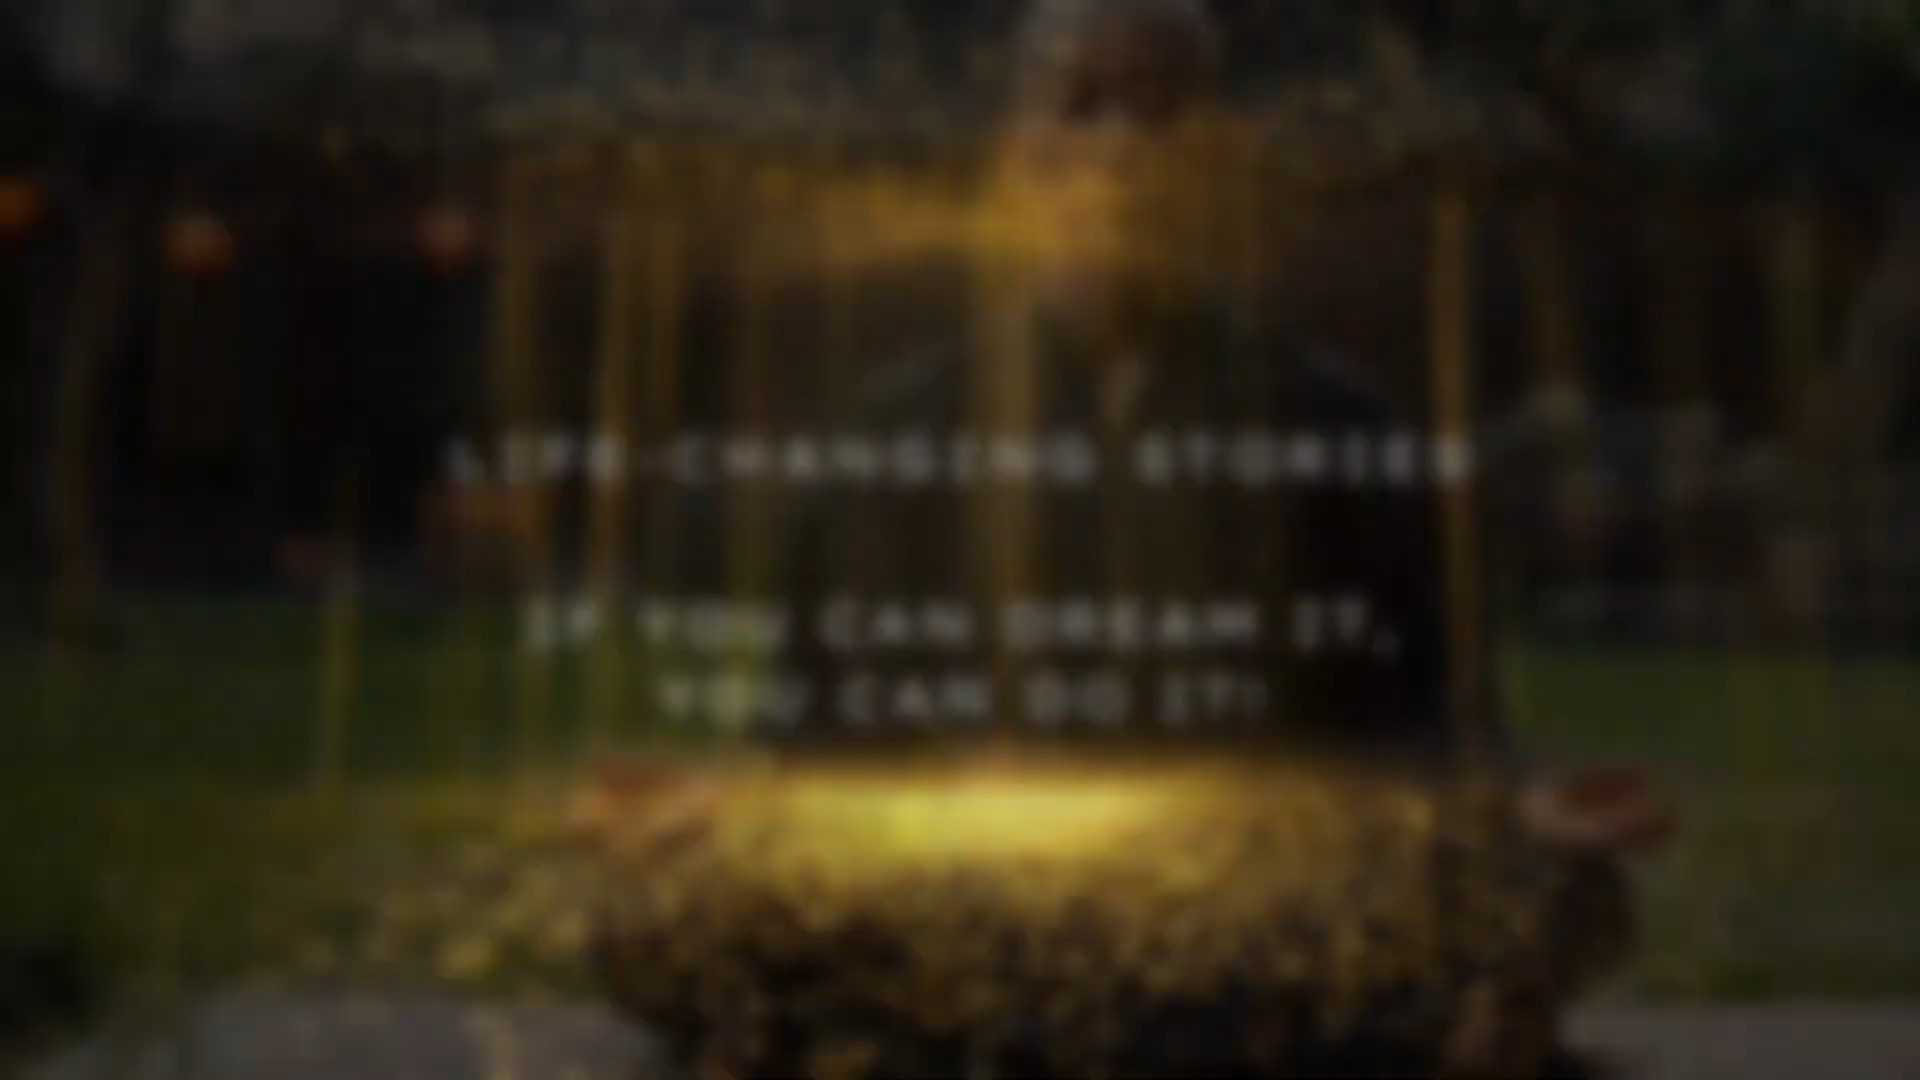 LIFE-CHANGING STORIES
IF YOU CAN DREAM IT,
YOU CAN DO IT!